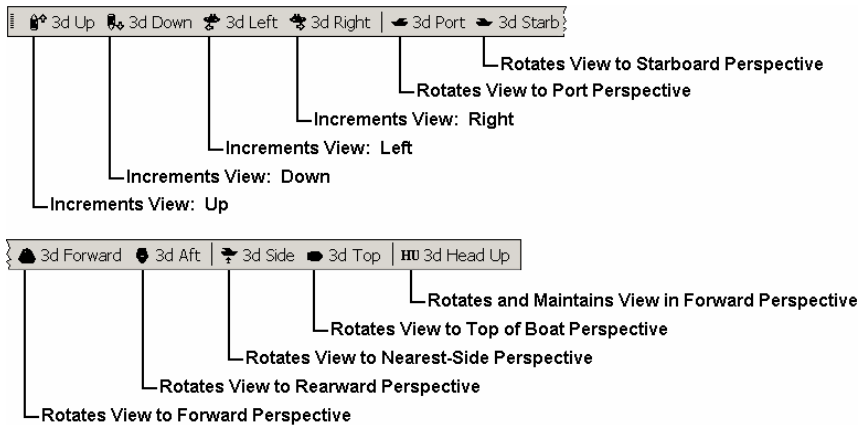 3d Up 3d Down 3d Left 3d Right 3d Port 3d Starb
Rotates View to Starboard Perspective
Rotates View to Port Perspective
Increments View: Right
Increments View: Left
Increments View: Down
Increments View: Up
3d Forward 3d Aft 3d Side 3d Top HU 3d Head Up
Rotates and Maintains View in Forward Perspective
Rotates View to Top of Boat Perspective
Rotates View to Nearest-Side Perspective
Rotates View to Rearward Perspective
Rotates View to Forward Perspective